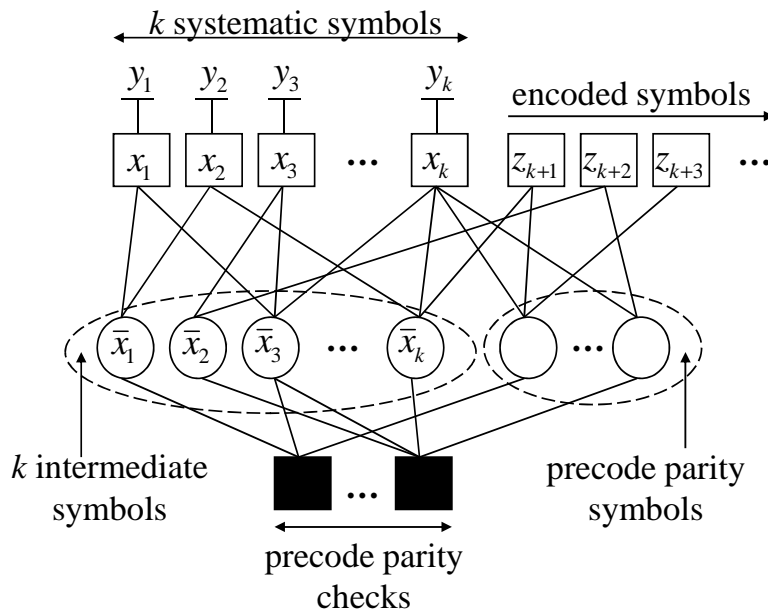 k systematic symbols
y₁ y₂ y₃ yₖ
encoded symbols
x₁ x₂ x₃ ... xₖ zₖ₊₁ zₖ₊₂ zₖ₊₃ ...
x̄₁ x̄₂ x̄₃ ... x̄ₖ ...
k intermediate
symbols
...
precode parity
symbols
precode parity
checks